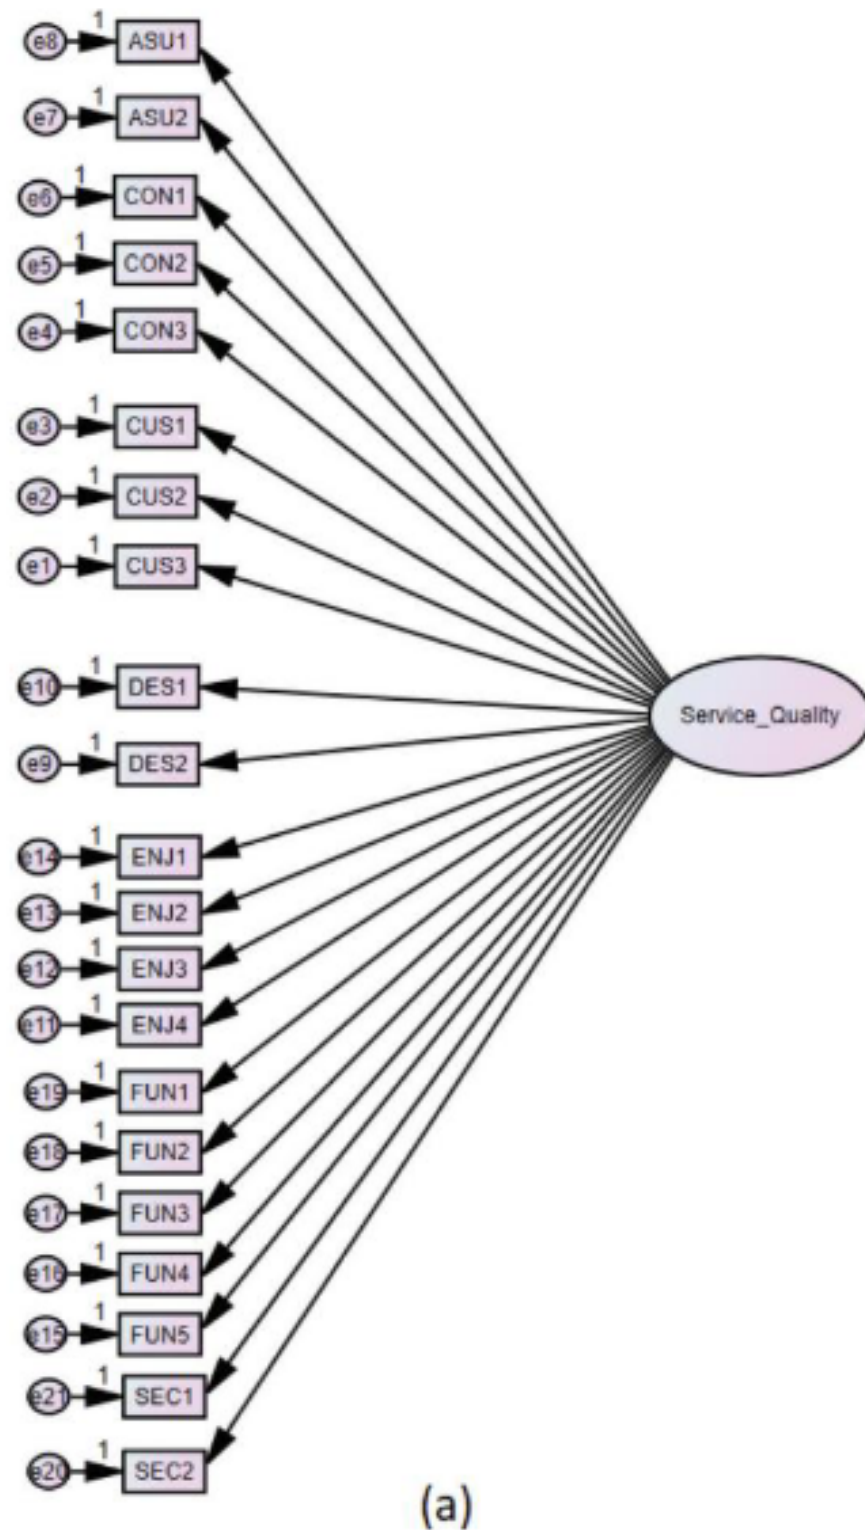 1
e8 ASU1
1
e7 ASU2
1
e6 CON1
1
e5 CON2
1
e4 CON3
1
e3 CUS1
1
e2 CUS2
1
e1 CUS3
1
e10 DES1
Service_Quality
1
e9 DES2
1
e14 ENJ1
1
e13 ENJ2
1
e12 ENJ3
1
e11 ENJ4
1
e19 FUN1
1
e18 FUN2
1
e17 FUN3
1
e16 FUN4
1
e15 FUN5
1
e21 SEC1
1
e20 SEC2
(a)